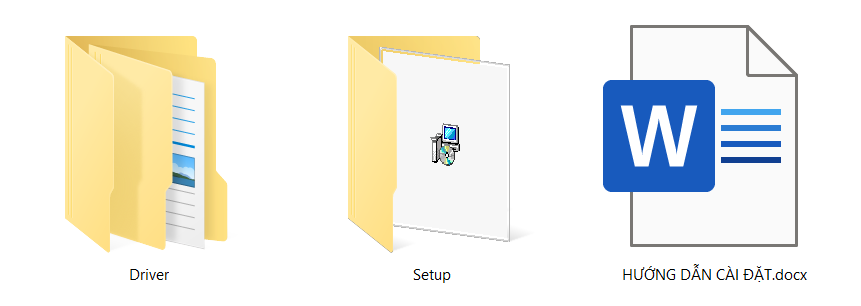 Driver
Setup
W
HƯỚNG DẪN CÀI ĐẶT.docx